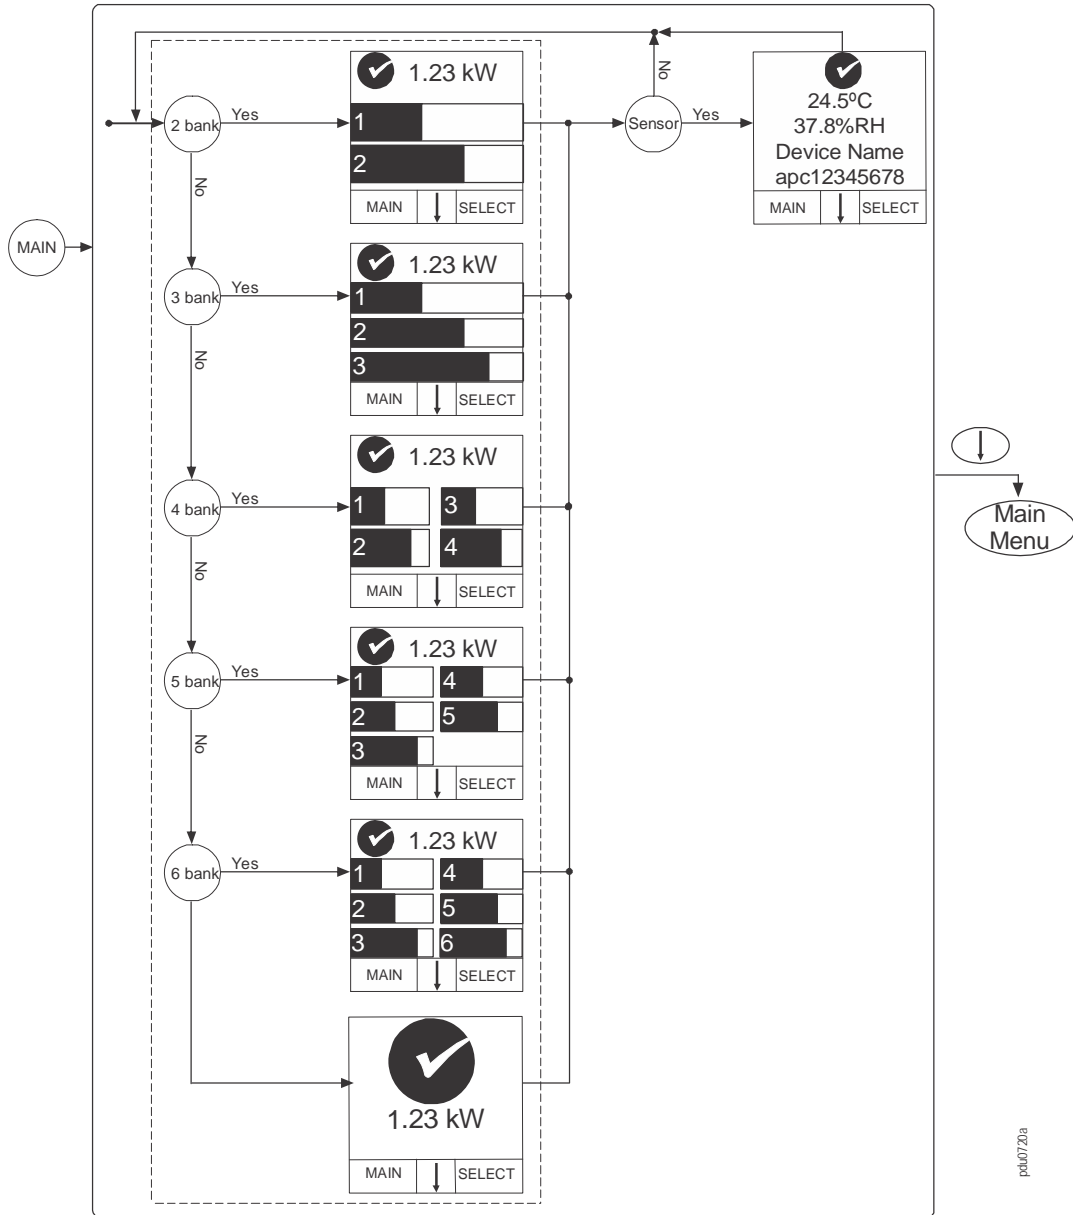 MAIN
2 bank
Yes
No
1.23 kW
1
2
MAIN
SELECT
Sensor
No
Yes
24.5ºC
37.8%RH
Device Name
apc12345678
MAIN
SELECT
3 bank
Yes
No
1.23 kW
1
2
3
MAIN
SELECT
4 bank
Yes
No
1.23 kW
1
3
2
4
MAIN
SELECT
5 bank
Yes
No
1.23 kW
1
4
2
5
3
MAIN
SELECT
6 bank
Yes
1.23 kW
1
4
2
5
3
6
MAIN
SELECT
1.23 kW
MAIN
SELECT
Main
Menu
pdu0720a